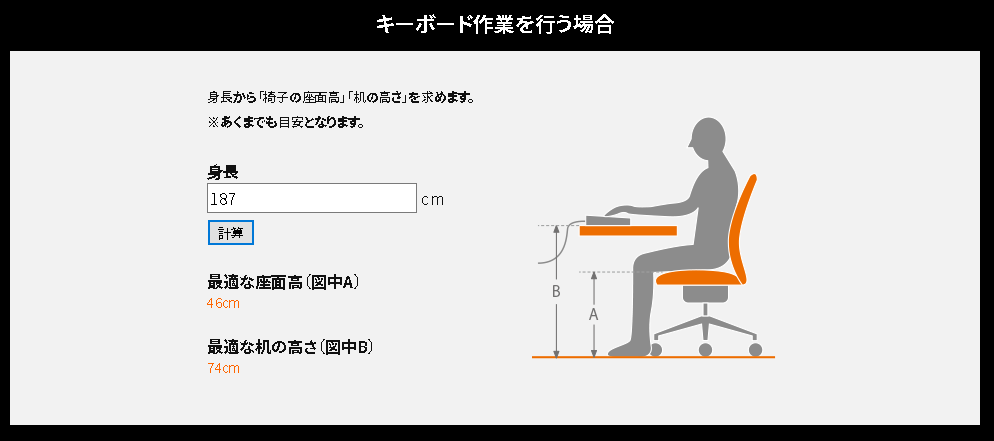 キーボード作業を行う場合
身長から「椅子の座面高」「机の高さ」を求めます。
※あくまでも目安となります。
身長
187 cm
計算
最適な座面高（図中A）
46cm
最適な机の高さ（図中B）
74cm
B
A